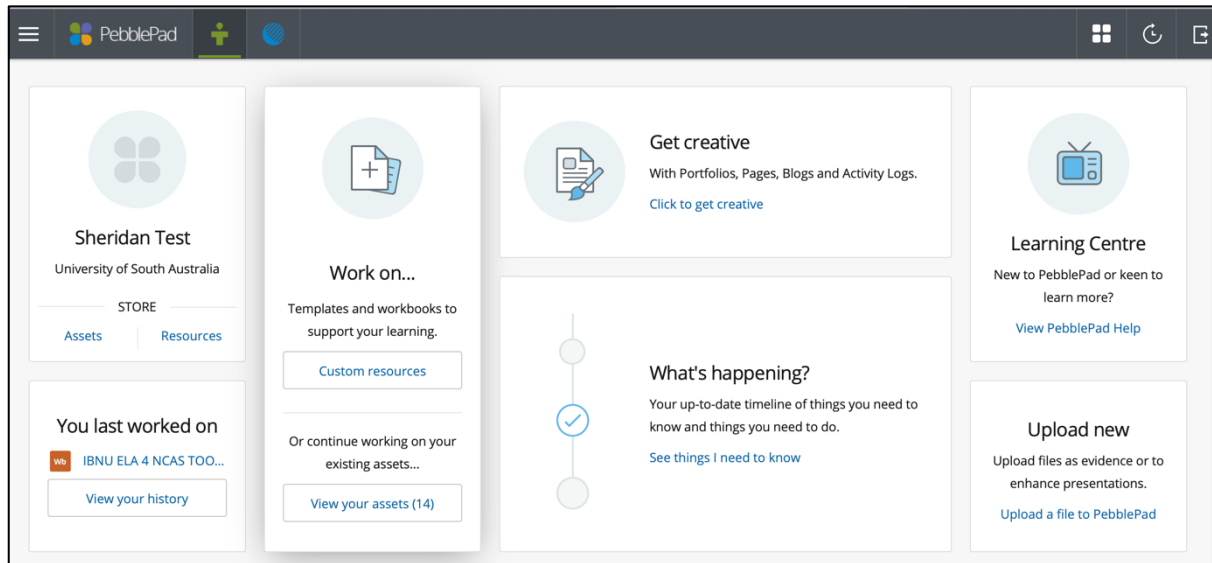 PebblePad
Sheridan Test
University of South Australia
STORE
Assets
Resources
You last worked on
Wb
IBNU ELA 4 NCAS TOO...
View your history
Work on...
Templates and workbooks to
support your learning.
Custom resources
Or continue working on your
existing assets...
View your assets (14)
Get creative
With Portfolios, Pages, Blogs and Activity Logs.
Click to get creative
What's happening?
Your up-to-date timeline of things you need to
know and things you need to do.
See things I need to know
Learning Centre
New to PebblePad or keen to
learn more?
View PebblePad Help
Upload new
Upload files as evidence or to
enhance presentations.
Upload a file to PebblePad